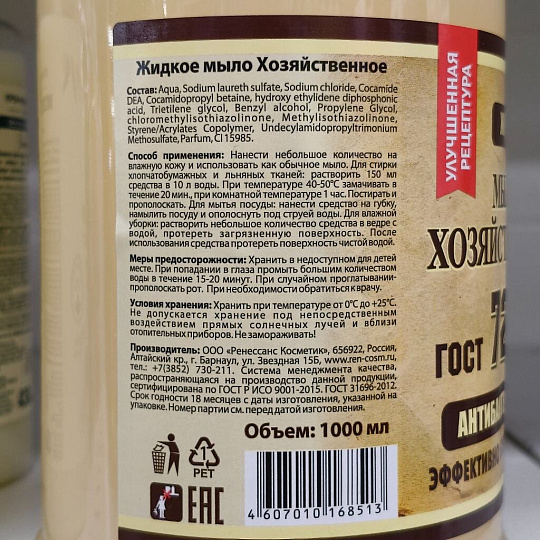 Жидкое мыло Хозяйственное
Состав: Aqua, Sodium laureth sulfate, Sodium chloride, Cocamide
DEA, Cocamidopropyl betaine, hydroxy ethylidene diphosphonic
acid, Trietilene glycol, Benzyl alcohol, Propylene Glycol,
chloromethylisothiazolinone, Methylisothiazolinone,
Styrene/Acrylates Copolymer, Undecylamidopropyltrimonium
Methosulfate, Parfum, CI 15985.
Способ применения: Нанести небольшое количество на
влажную кожу и использовать как обычное мыло. Для стирки
хлопчатобумажных и льняных тканей: растворить 150 мл
средства в 10 л воды. При температуре 40-50°С замачивать в
течение 20 мин., при комнатной температуре 1 час. Постирать и
прополоскать. Для мытья посуды: нанести средство на губку,
намылить посуду и ополоснуть под струей воды. Для влажной
уборки: растворить небольшое количество средства в ведре с
водой, протереть загрязненную поверхность. После
использования средства протереть поверхность чистой водой.
Меры предосторожности: Хранить в недоступном для детей
месте. При попадании в глаза промыть большим количеством
воды в течение 15-20 минут. При случайном проглатывании-
прополоскать рот. При необходимости обратиться к врачу.
Условия хранения: Хранить при температуре от 0°С до +25°С.
Не допускается хранение под непосредственным
воздействием прямых солнечных лучей и вблизи
отопительных приборов. Не замораживать!
Производитель: ООО «Ренессанс Косметик», 656922, Россия,
Алтайский кр., г. Барнаул, ул. Звездная 15Б, www.ren-cosm.ru,
тел.:+7(3852) 730-211. Система менеджмента качества,
распространяющаяся на производство данной продукции,
сертифицирована по ГОСТ Р ИСО 9001-2015. ГОСТ 31696-2012.
Срок годности 18 месяцев с даты изготовления, указанной на
упаковке. Номер партии см. перед датой изготовления.
Объем: 1000 мл
1
PET
EAC
4607010168513
УЛУЧШЕННАЯ
РЕЦЕПТУРА
ГОСТ